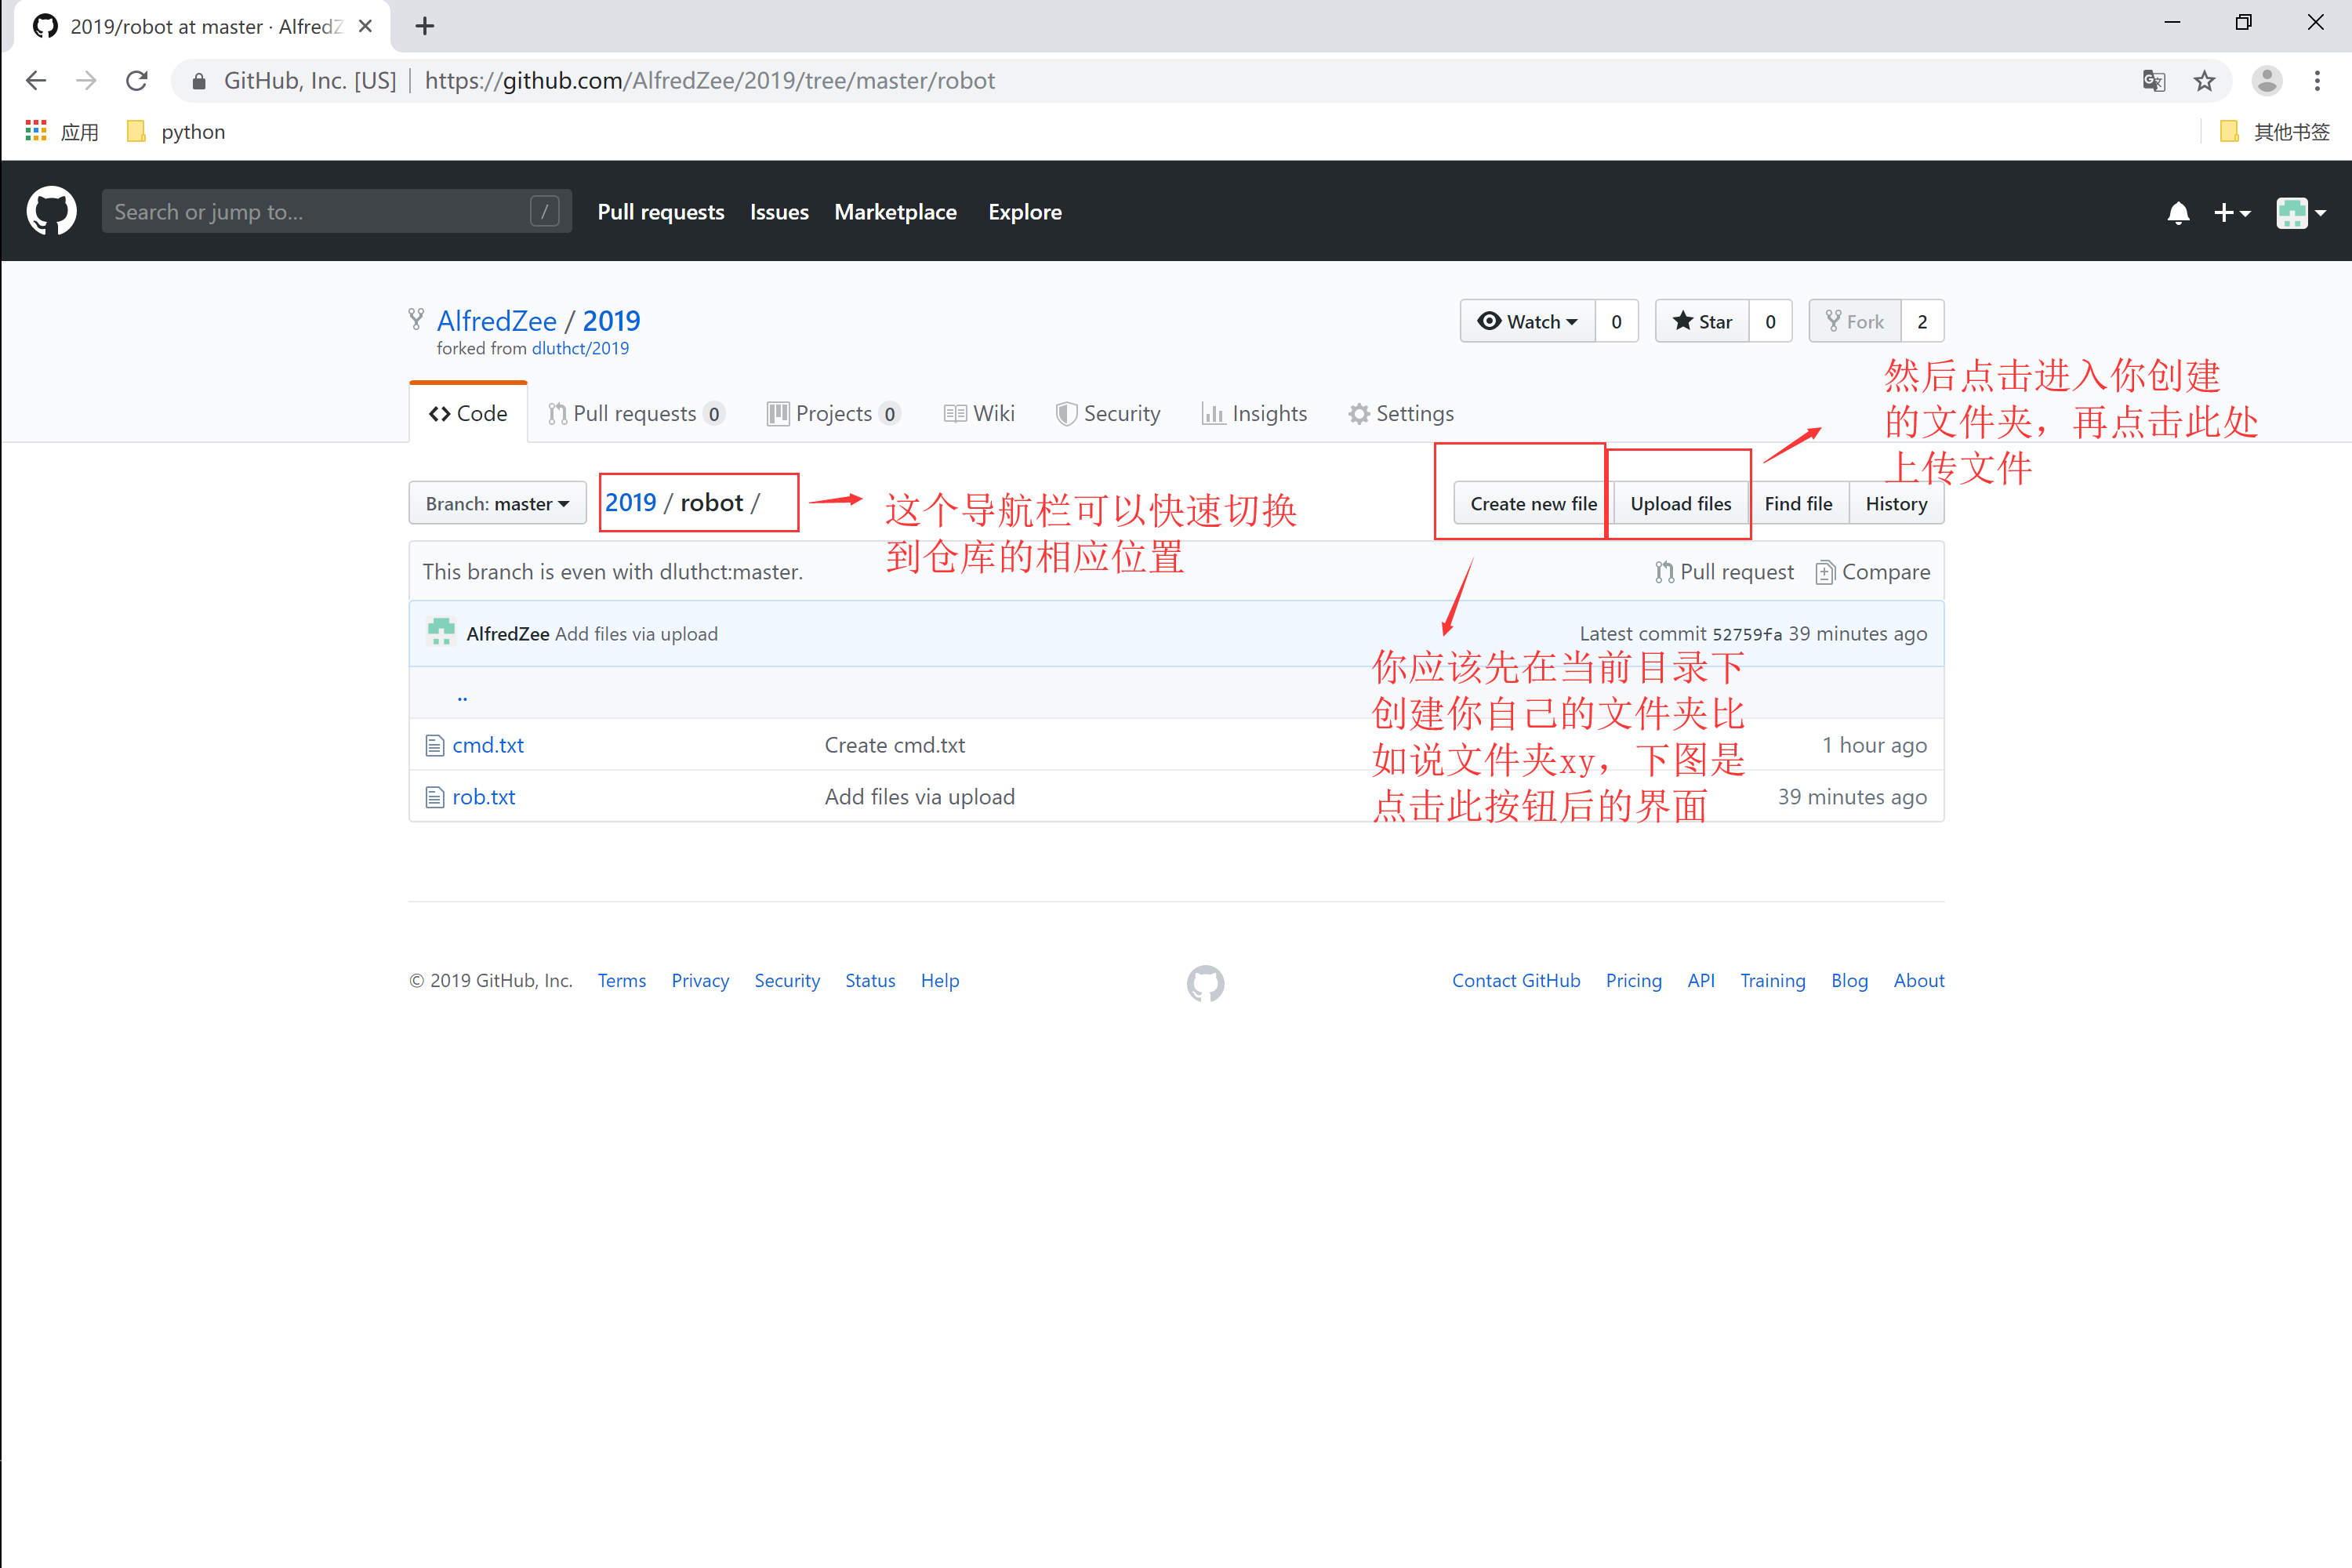 2019/robot at master · AlfredZ
GitHub, Inc. [US] | https://github.com/AlfredZee/2019/tree/master/robot
应用 python 其他书签
Search or jump to... / Pull requests Issues Marketplace Explore
AlfredZee / 2019
forked from dluthct/2019
Watch 0 Star 0 Fork 2
Code Pull requests 0 Projects 0 Wiki Security Insights Settings
然后点击进入你创建
的文件夹，再点击此处
上传文件
Branch: master 2019 / robot /
这个导航栏可以快速切换
到仓库的相应位置
Create new file Upload files Find file History
This branch is even with dluthct:master. Pull request Compare
AlfredZee Add files via upload Latest commit 52759fa 39 minutes ago
你应该先在当前目录下
创建你自己的文件夹比
如说文件夹xy，下图是
点击此按钮后的界面
..
cmd.txt Create cmd.txt 1 hour ago
rob.txt Add files via upload 39 minutes ago
© 2019 GitHub, Inc. Terms Privacy Security Status Help Contact GitHub Pricing API Training Blog About